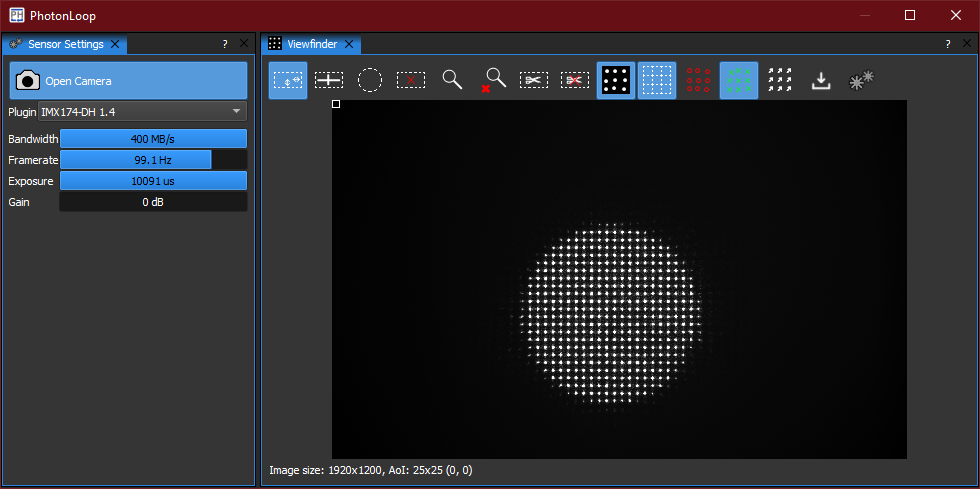 PhotonLoop
Sensor Settings
?
Open Camera
Plugin IMX174-DH 1.4
Bandwidth 400 MB/s
Framerate 99.1 Hz
Exposure 10091 us
Gain 0 dB
Viewfinder
?
Image size: 1920x1200, AoI: 25x25 (0, 0)